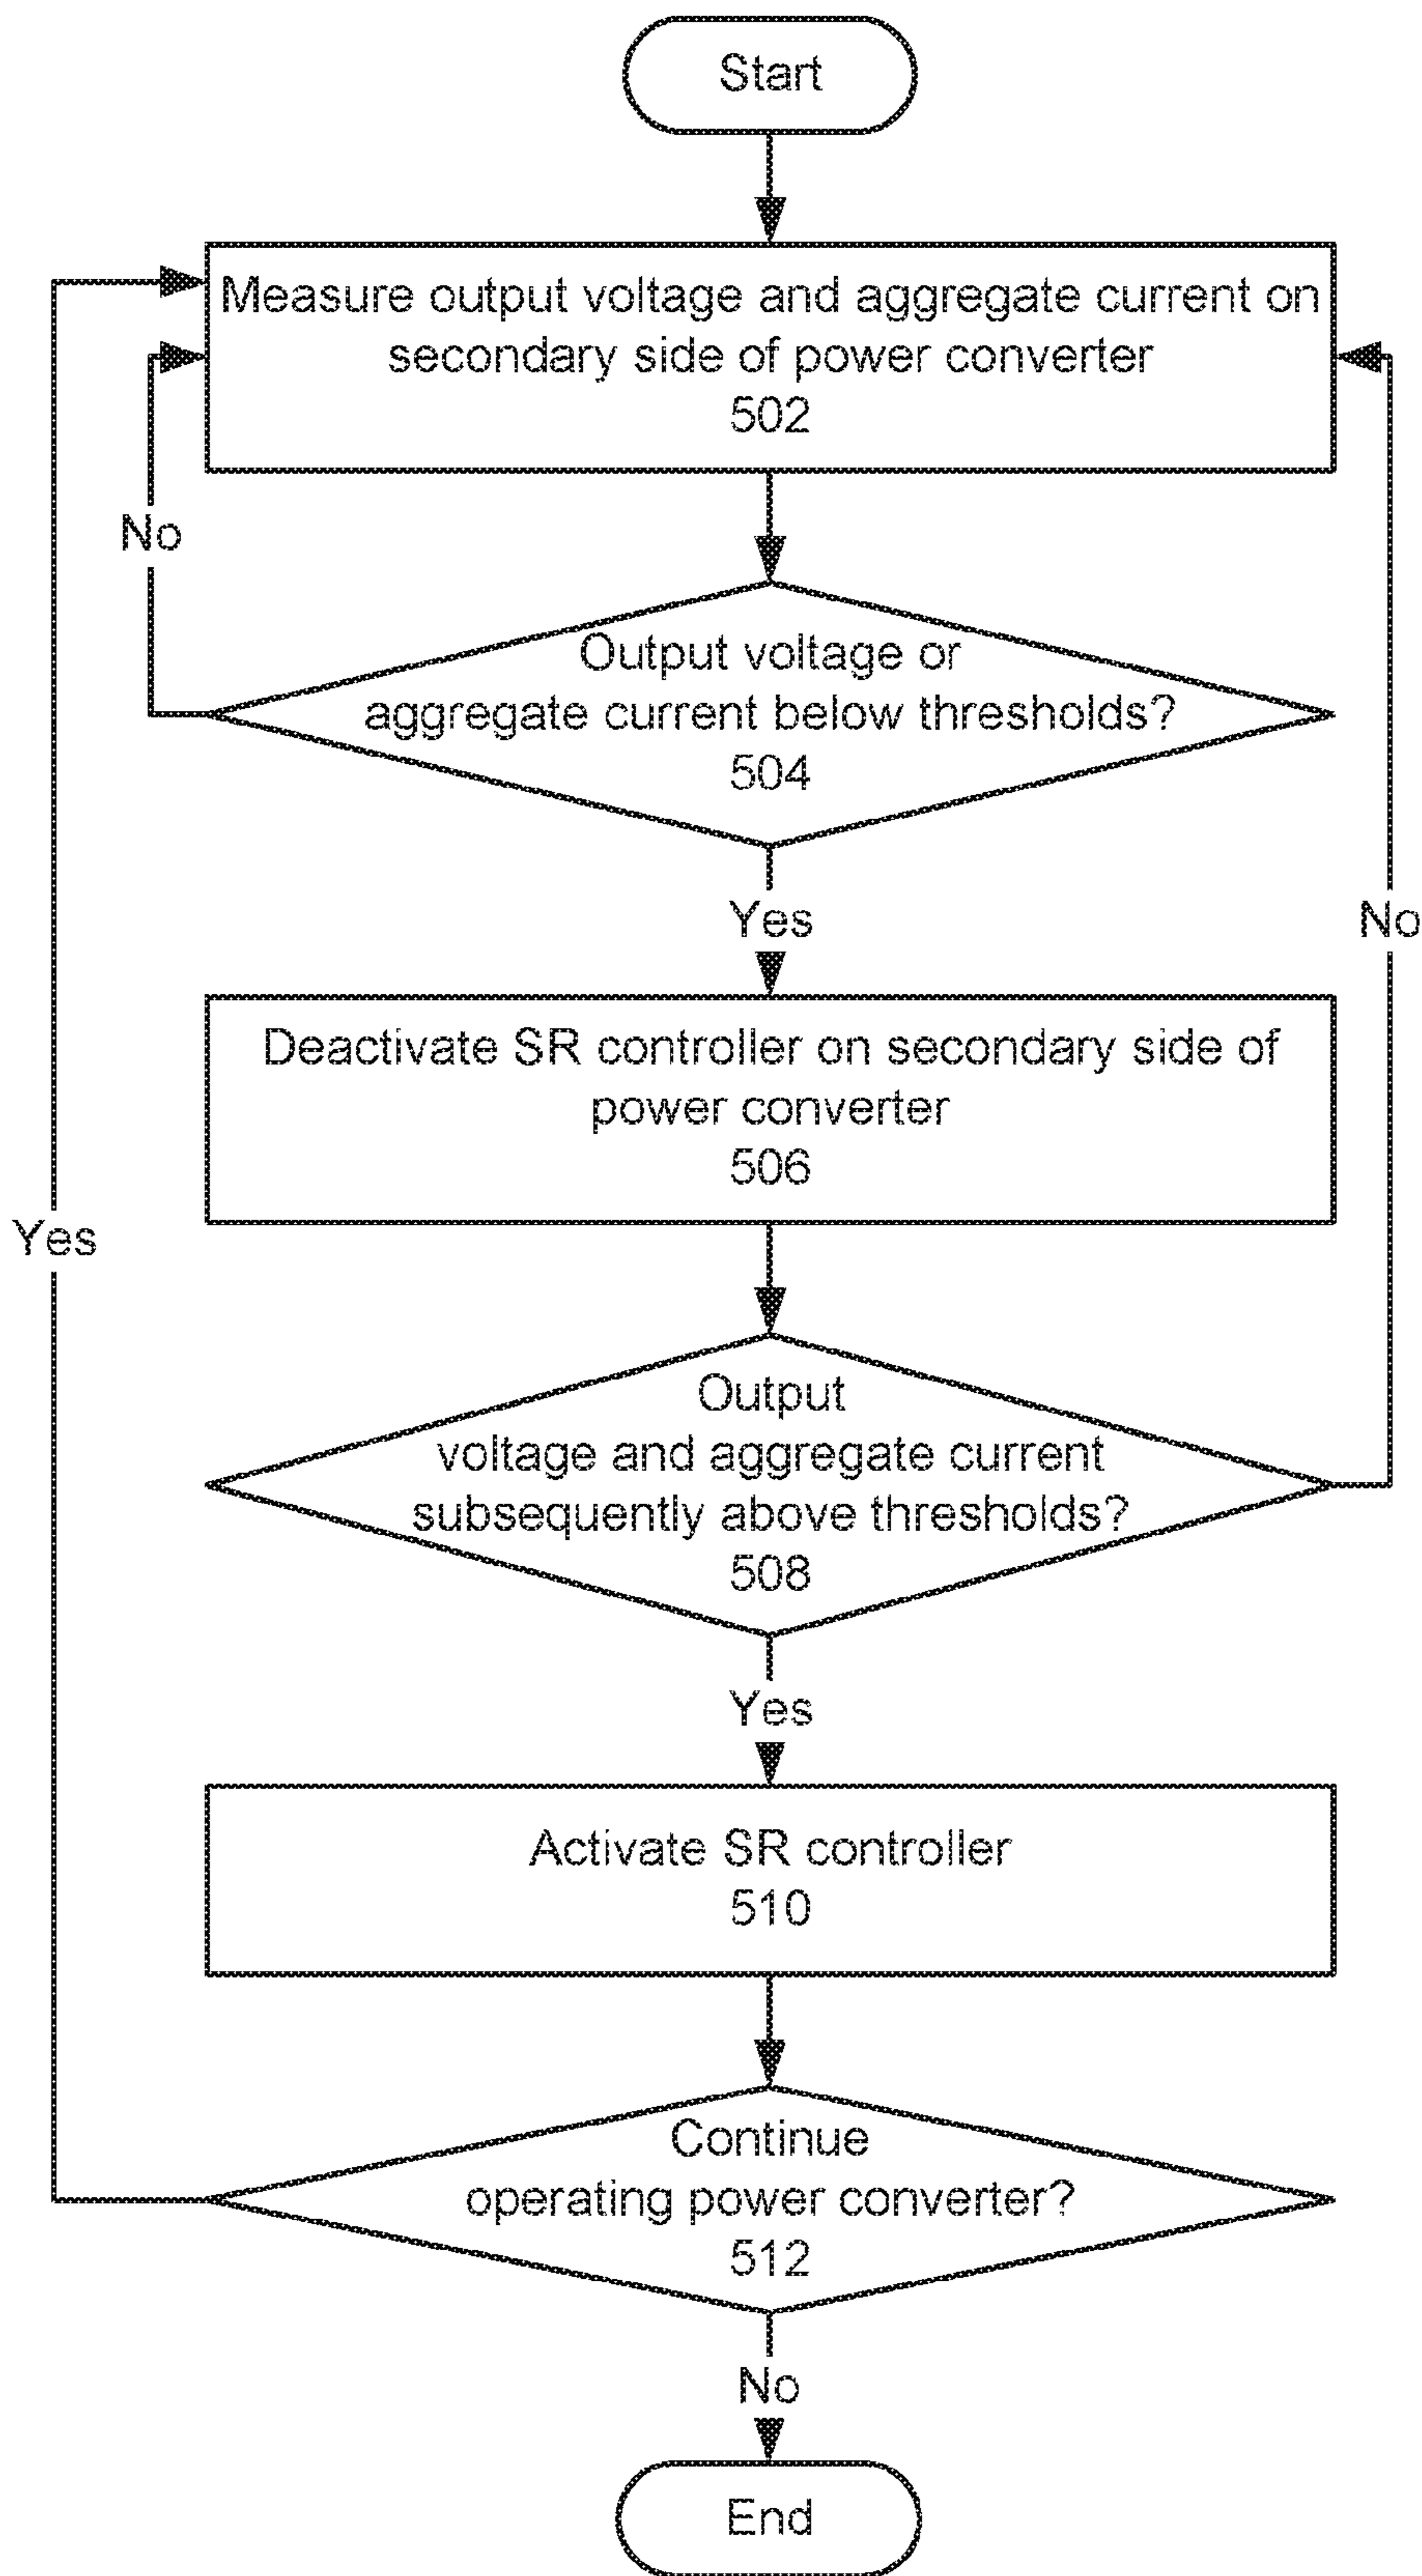 Start
Measure output voltage and aggregate current on
secondary side of power converter
502
No
Output voltage or
aggregate current below thresholds?
504
Yes
No
Deactivate SR controller on secondary side of
power converter
506
Yes
Output
voltage and aggregate current
subsequently above thresholds?
508
Yes
Activate SR controller
510
Continue
operating power converter?
512
No
End